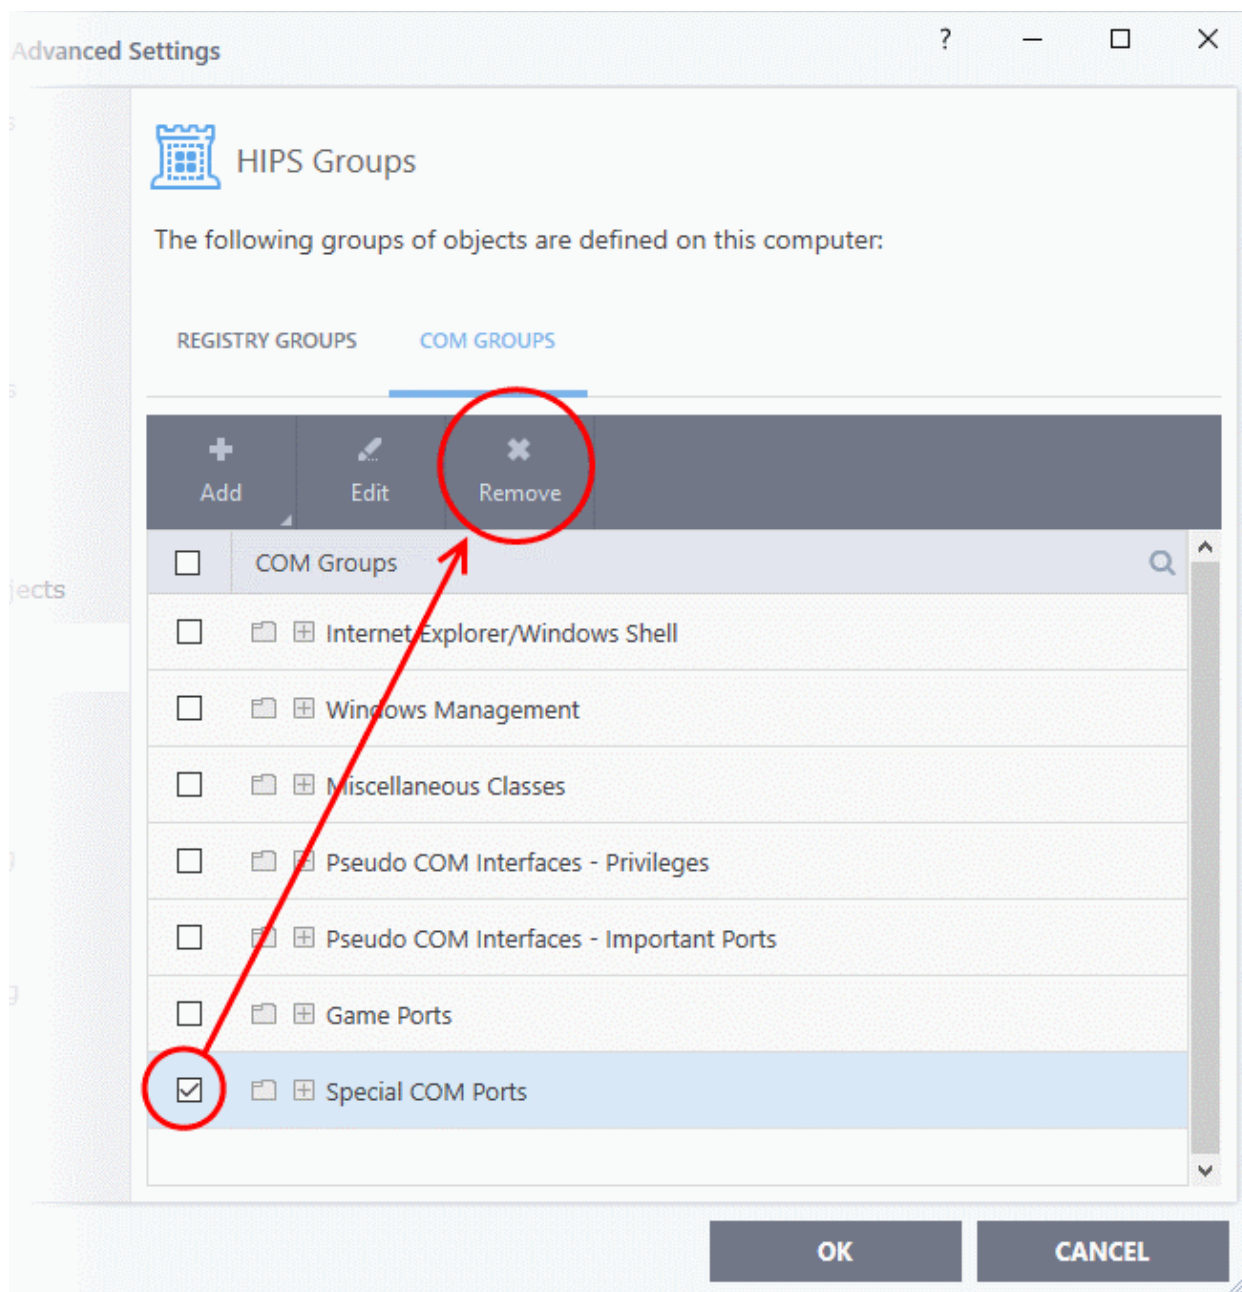 Advanced Settings
?
HIPS Groups
The following groups of objects are defined on this computer:
REGISTRY GROUPS COM GROUPS
Add Edit Remove
COM Groups
jects
Internet Explorer/Windows Shell
Windows Management
Miscellaneous Classes
Pseudo COM Interfaces - Privileges
Pseudo COM Interfaces - Important Ports
Game Ports
Special COM Ports
OK CANCEL